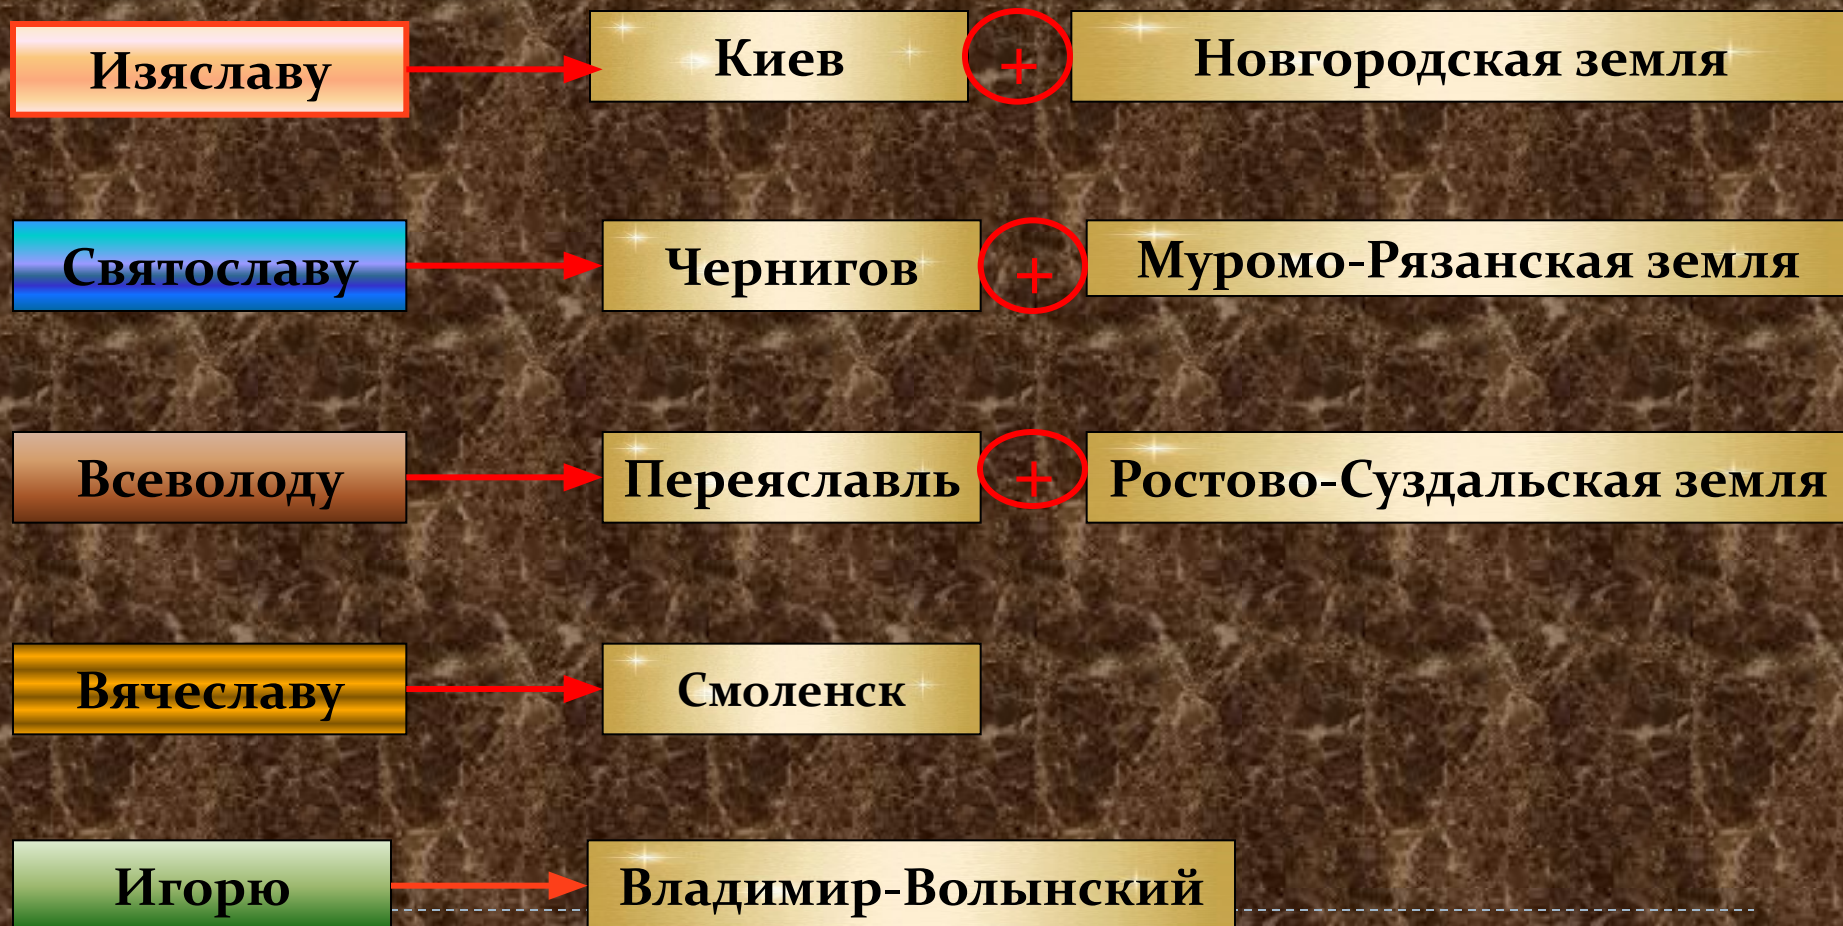 Изяславу Киев + Новгородская земля
Святославу Чернигов + Муромо-Рязанская земля
Всеволоду Переяславль + Ростово-Суздальская земля
Вячеславу Смоленск
Игорю Владимир-Волынский